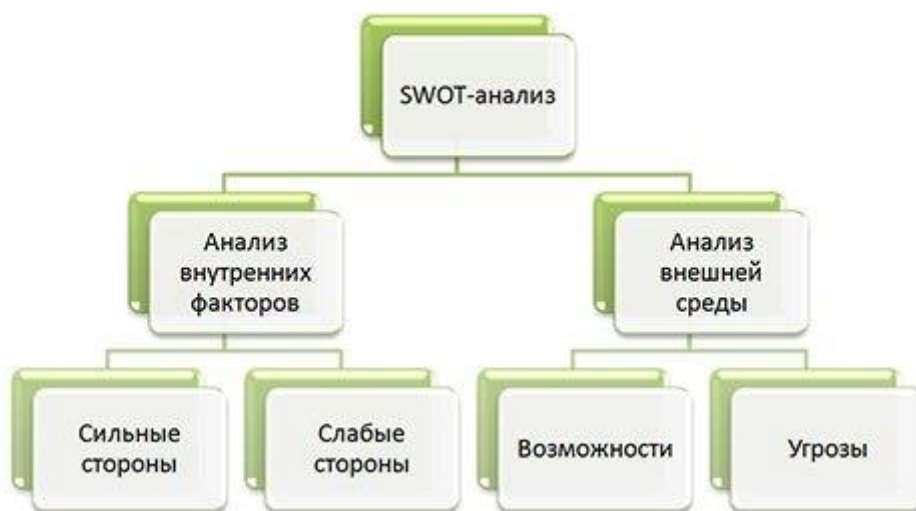 SWOT-анализ
Анализ
внутренних
факторов
Анализ
внешней
среды
Сильные
стороны
Слабые
стороны
Возможности
Угрозы